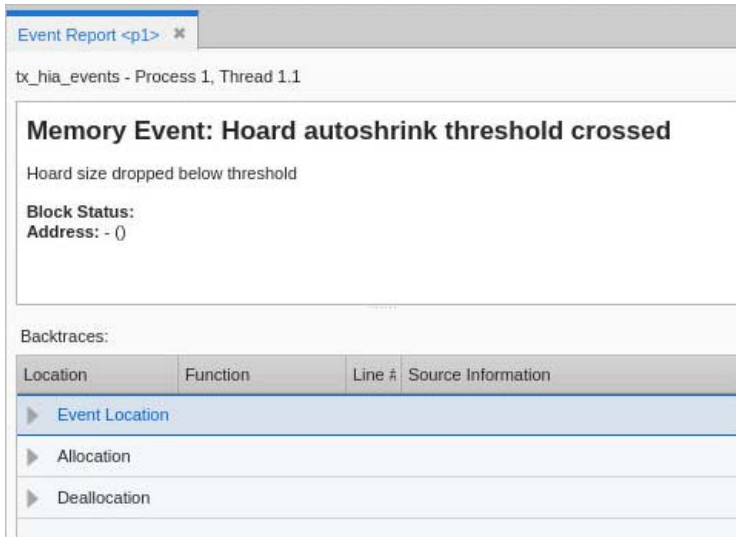 Event Report <p1> ✖
tx_hia_events - Process 1, Thread 1.1
Memory Event: Hoard autoshrink threshold crossed
Hoard size dropped below threshold
Block Status:
Address: - ()
Backtraces:
Location Function Line # Source Information
Event Location
Allocation
Deallocation